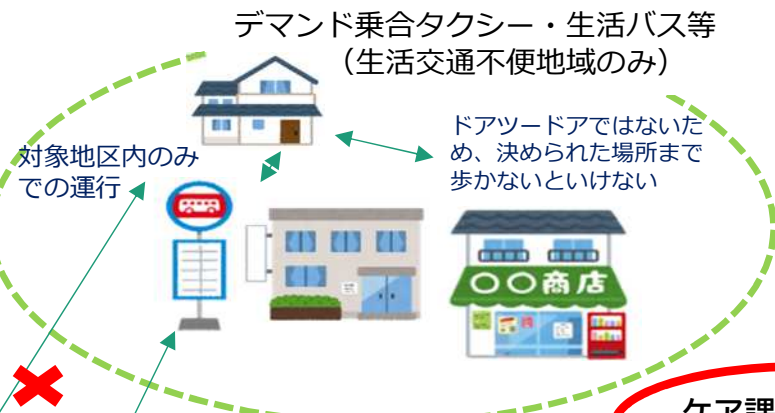 デマンド乗合タクシー・生活バス等
（生活交通不便地域のみ）
ドアツードアではないた
め、決められた場所まで
歩かないといけない
対象地区内のみ
での運行
〇〇商店
ケア課